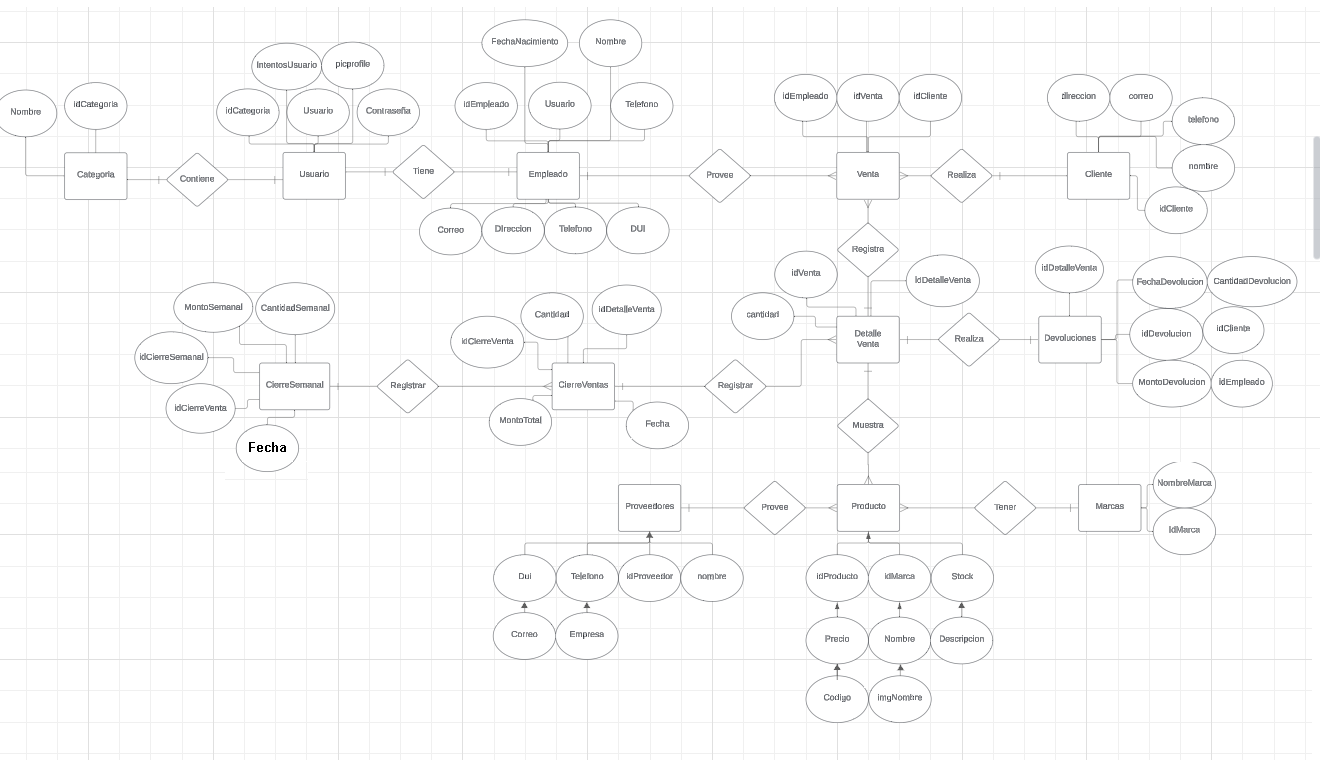 FechaNacimiento
Nombre
IntentosUsuario
picprofile
Nombre
idCategoria
idCategoria
Usuario
Contraseña
idEmpleado
Usuario
Telefono
idEmpleado
idVenta
idCliente
direccion
correo
telefono
nombre
idCliente
Categoria
Contiene
Usuario
Tiene
Empleado
Provee
Venta
Realiza
Cliente
Correo
Direccion
Telefono
DUI
Registra
idVenta
idDetalleVenta
cantidad
idDetalleVenta
FechaDevolucion
CantidadDevolucion
idDevolucion
idCliente
MontoDevolucion
idEmpleado
MontoSemanal
CantidadSemanal
idCierreSemanal
idCierreVenta
Fecha
Cantidad
idDetalleVenta
idCierreVenta
MontoTotal
Fecha
Detalle
Venta
Realiza
Devoluciones
CierreSemanal
Registrar
CierreVentas
Registrar
Muestra
Proveedores
Provee
Producto
Tener
Marcas
NombreMarca
idMarca
Dui
Telefono
idProveedor
nombre
Correo
Empresa
idProducto
idMarca
Stock
Precio
Nombre
Descripcion
Codigo
imgNombre